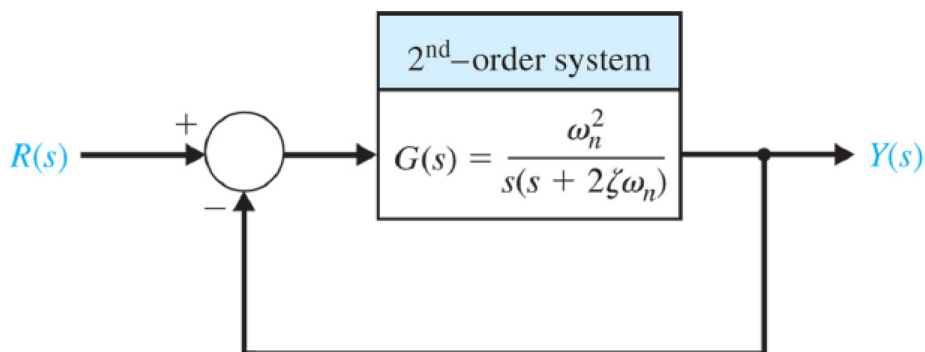 2ⁿᵈ–order system
+
R(s)
G(s) = ωₙ² / s(s + 2ζωₙ)
Y(s)
−